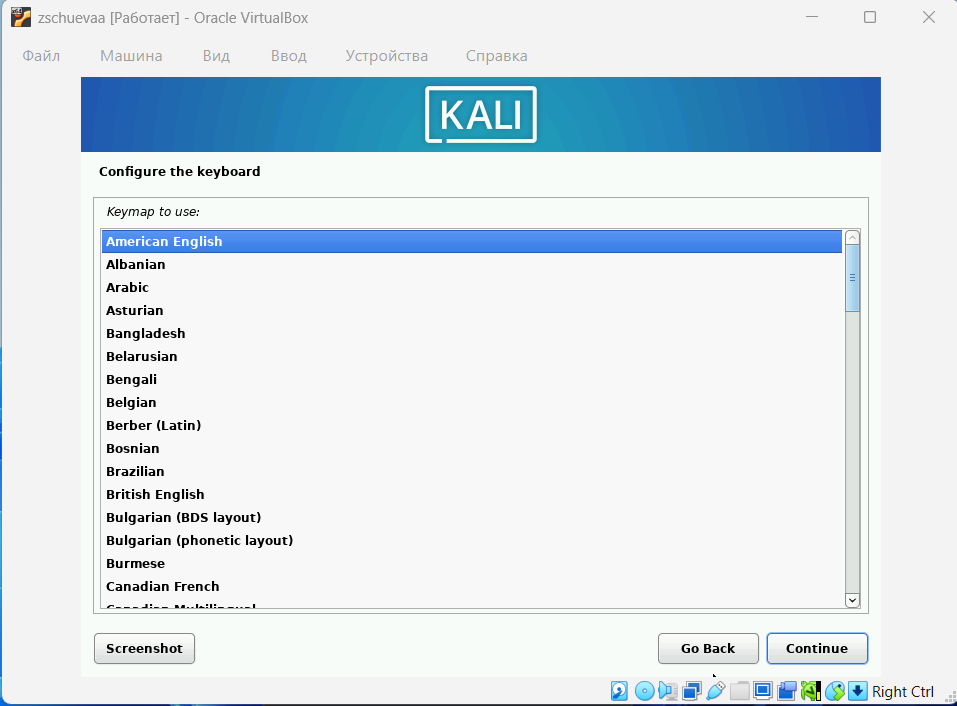 zschuevaa [Работает] - Oracle VirtualBox
Файл Машина Вид Ввод Устройства Справка
KALI
Configure the keyboard
Keymap to use:
American English
Albanian
Arabic
Asturian
Bangladesh
Belarusian
Bengali
Belgian
Berber (Latin)
Bosnian
Brazilian
British English
Bulgarian (BDS layout)
Bulgarian (phonetic layout)
Burmese
Canadian French
Canadian Multilingual
Screenshot Go Back Continue
Right Ctrl